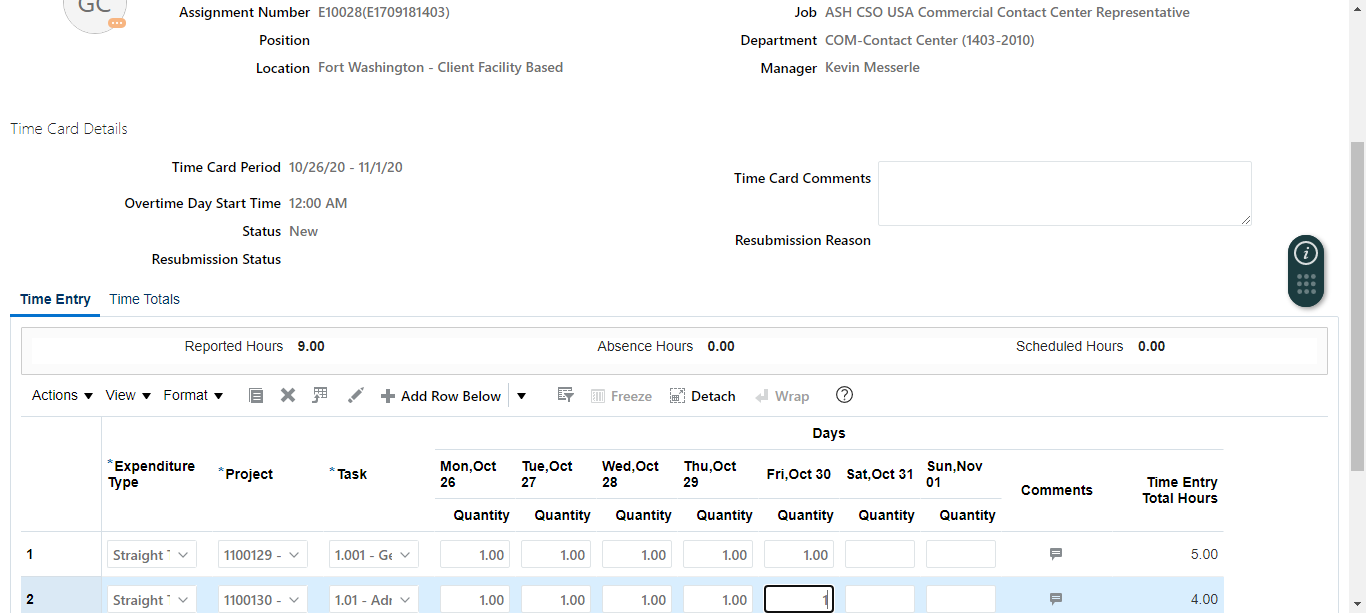 GC
Assignment Number E10028(E1709181403) Job ASH CSO USA Commercial Contact Center Representative
Position Department COM-Contact Center (1403-2010)
Location Fort Washington - Client Facility Based Manager Kevin Messerle
Time Card Details
Time Card Period 10/26/20 - 11/1/20 Time Card Comments
Overtime Day Start Time 12:00 AM
Status New Resubmission Reason
Resubmission Status
Time Entry Time Totals
Reported Hours 9.00 Absence Hours 0.00 Scheduled Hours 0.00
Actions View Format Add Row Below Freeze Detach Wrap
Days
*Expenditure Type *Project *Task Mon,Oct 26 Tue,Oct 27 Wed,Oct 28 Thu,Oct 29 Fri,Oct 30 Sat,Oct 31 Sun,Nov 01 Comments Time Entry Total Hours
Quantity Quantity Quantity Quantity Quantity Quantity Quantity
1 Straight 1100129 - 1.001 - Ge 1.00 1.00 1.00 1.00 1.00 5.00
2 Straight 1100130 - 1.01 - Adr 1.00 1.00 1.00 1.00 1 4.00